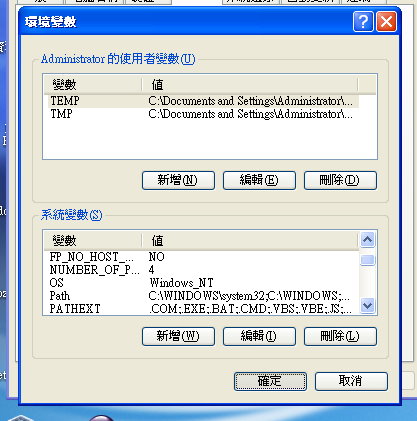 環境變數
Administrator 的使用者變數(U)
變數 值
TEMP C:\Documents and Settings\Administrator\...
TMP C:\Documents and Settings\Administrator\...
新增(N) 編輯(E) 刪除(D)
系統變數(S)
變數 值
FP_NO_HOST_... NO
NUMBER_OF_P... 4
OS Windows_NT
Path C:\WINDOWS\system32;C:\WINDOWS;...
PATHEXT .COM;.EXE;.BAT;.CMD;.VBS;.VBE;.JS;...
新增(W) 編輯(I) 刪除(L)
確定 取消